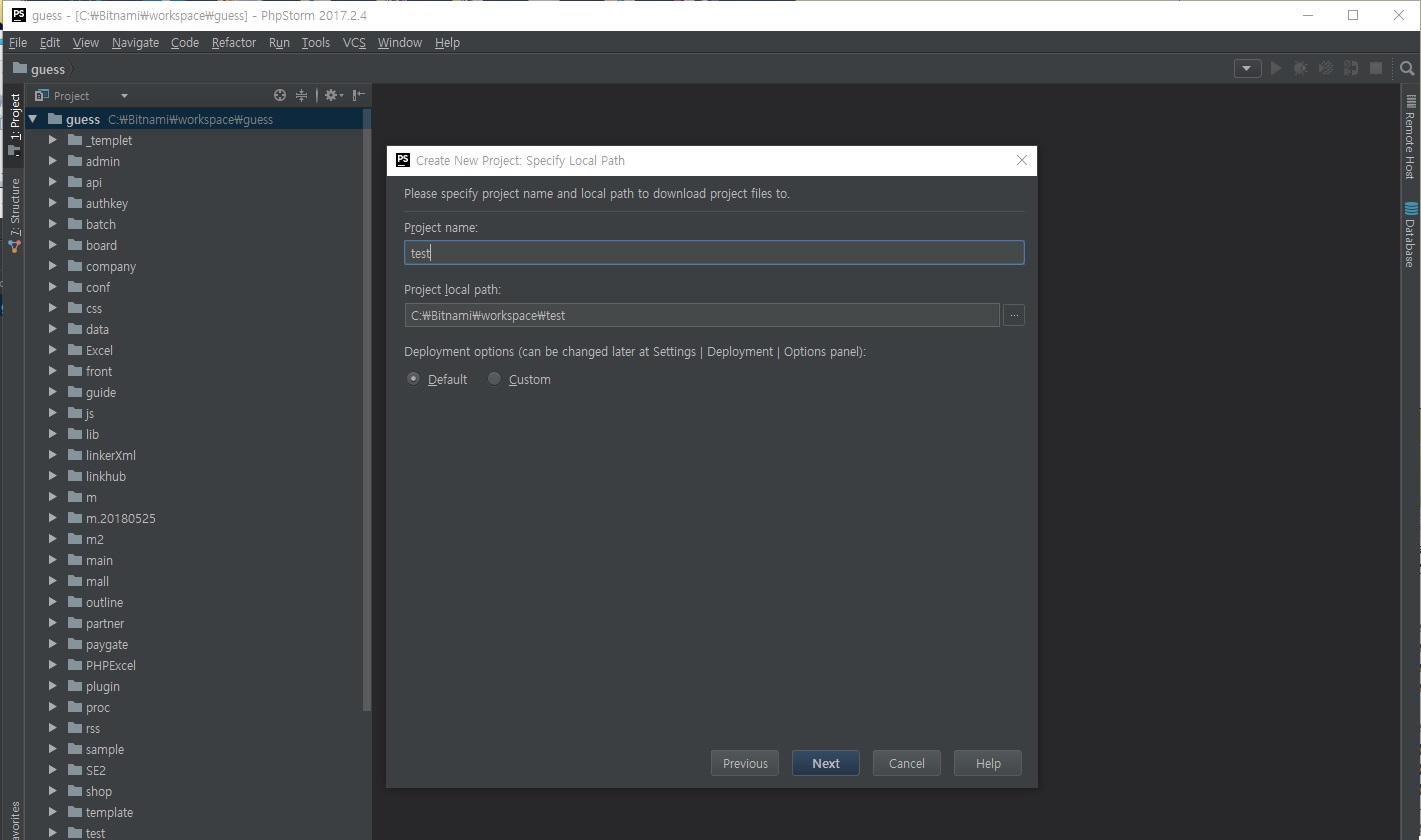 PS guess - [C:₩Bitnami₩workspace₩guess] - PhpStorm 2017.2.4
File Edit View Navigate Code Refactor Run Tools VCS Window Help
guess
Project
1: Project
7: Structure
avorites
guess C:₩Bitnami₩workspace₩guess
_templet
admin
api
authkey
batch
board
company
conf
css
data
Excel
front
guide
js
lib
linkerXml
linkhub
m
m.20180525
m2
main
mall
outline
partner
paygate
PHPExcel
plugin
proc
rss
sample
SE2
shop
template
test
PS Create New Project: Specify Local Path
Please specify project name and local path to download project files to.
Project name:
test
Project local path:
C:₩Bitnami₩workspace₩test
...
Deployment options (can be changed later at Settings | Deployment | Options panel):
Default Custom
Previous Next Cancel Help
Remote Host
Database